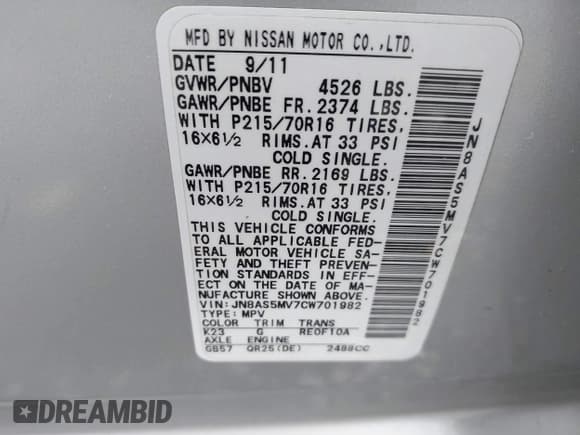 MFD BY NISSAN MOTOR CO.,LTD.
DATE 9/11
GVWR/PNBV 4526 LBS.
GAWR/PNBE FR. 2374 LBS.
WITH P215/70R16 TIRES,
16X6½ RIMS.AT 33 PSI
COLD SINGLE.
GAWR/PNBE RR. 2169 LBS.
WITH P215/70R16 TIRES,
16X6½ RIMS.AT 33 PSI
COLD SINGLE.
THIS VEHICLE CONFORMS
TO ALL APPLICABLE FED-
ERAL MOTOR VEHICLE SA-
FETY AND THEFT PREVEN-
TION STANDARDS IN EFF-
ECT ON THE DATE OF MA-
NUFACTURE SHOWN ABOVE.
VIN:JN8AS5MV7CW701982
TYPE: MPV
COLOR TRIM TRANS
K23 G RE0F10A
AXLE ENGINE
GB57 QR25(DE) 2488CC
JN8AS5MV7CW701982
DREAMBID